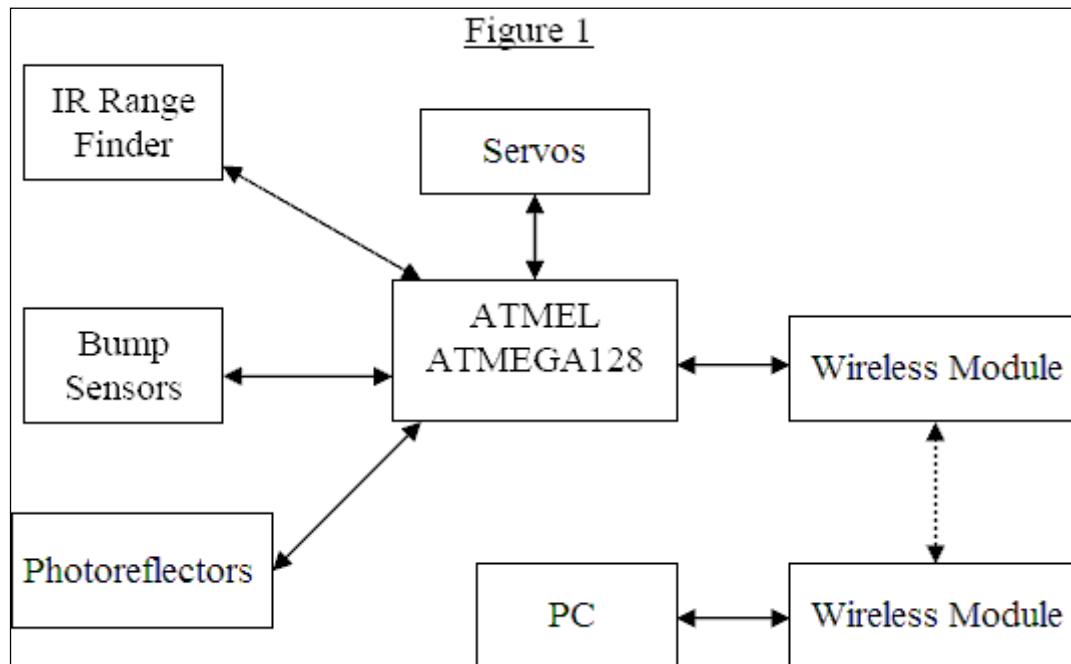 Figure 1
IR Range
Finder
Servos
ATMEL
ATMEGA128
Bump
Sensors
Wireless Module
Photoreflectors
PC
Wireless Module